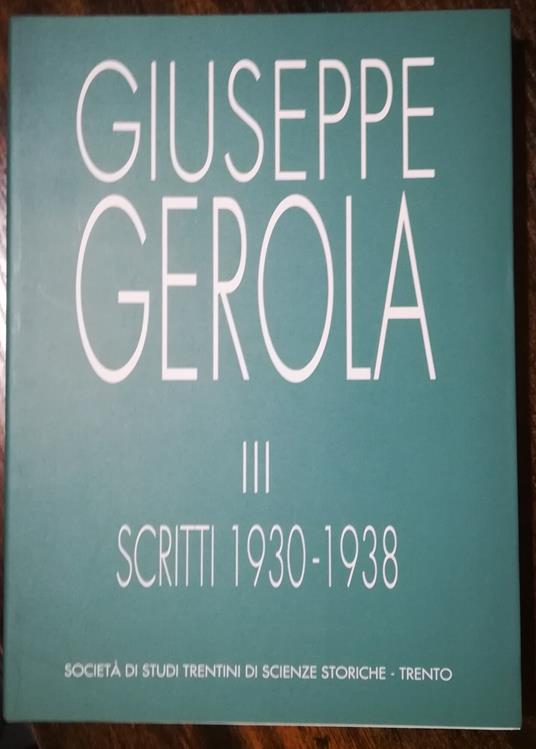 GIUSEPPE
GEROLA
III
SCRITTI 1930-1938
SOCIETÀ DI STUDI TRENTINI DI SCIENZE STORICHE - TRENTO